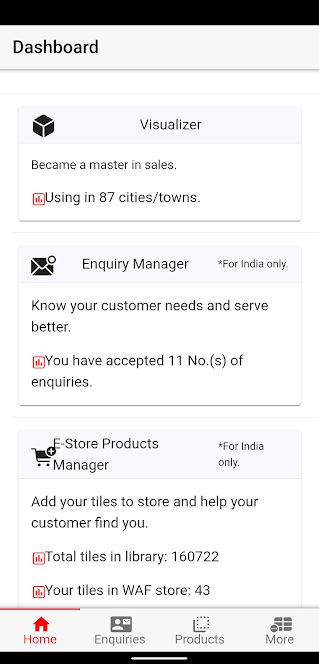 Dashboard
Visualizer
Became a master in sales.
Using in 87 cities/towns.
Enquiry Manager
*For India only.
Know your customer needs and serve
better.
You have accepted 11 No.(s) of
enquiries.
E-Store Products
Manager
*For India
only.
Add your tiles to store and help your
customer find you.
Total tiles in library: 160722
Your tiles in WAF store: 43
Home
Enquiries
Products
More